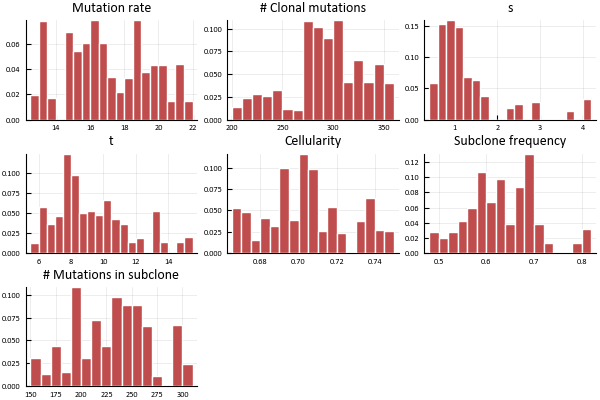 Mutation rate
0.06
0.04
0.02
0.00
14 16 18 20 22
# Clonal mutations
0.100
0.075
0.050
0.025
0.000
200 250 300 350
s
0.15
0.10
0.05
0.00
1 2 3 4
t
0.100
0.075
0.050
0.025
0.000
6 8 10 12 14
Cellularity
0.100
0.075
0.050
0.025
0.000
0.68 0.70 0.72 0.74
Subclone frequency
0.12
0.10
0.08
0.06
0.04
0.02
0.00
0.5 0.6 0.7 0.8
# Mutations in subclone
0.100
0.075
0.050
0.025
0.000
150 175 200 225 250 275 300